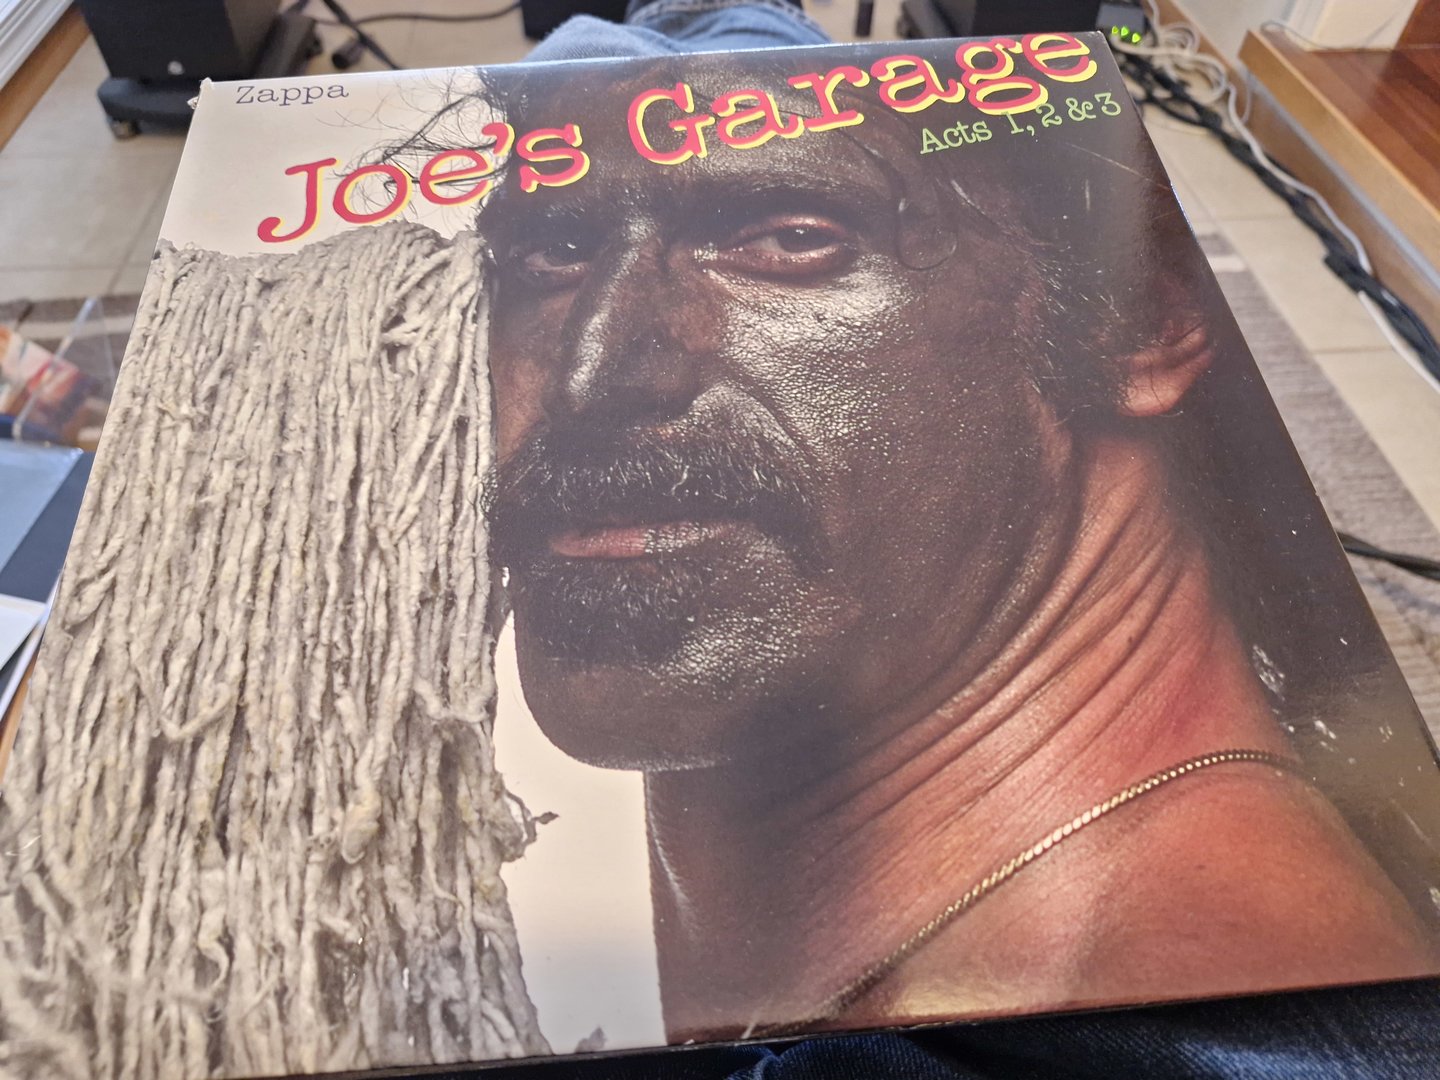 Zappa
Joe's Garage
Acts 1, 2 & 3